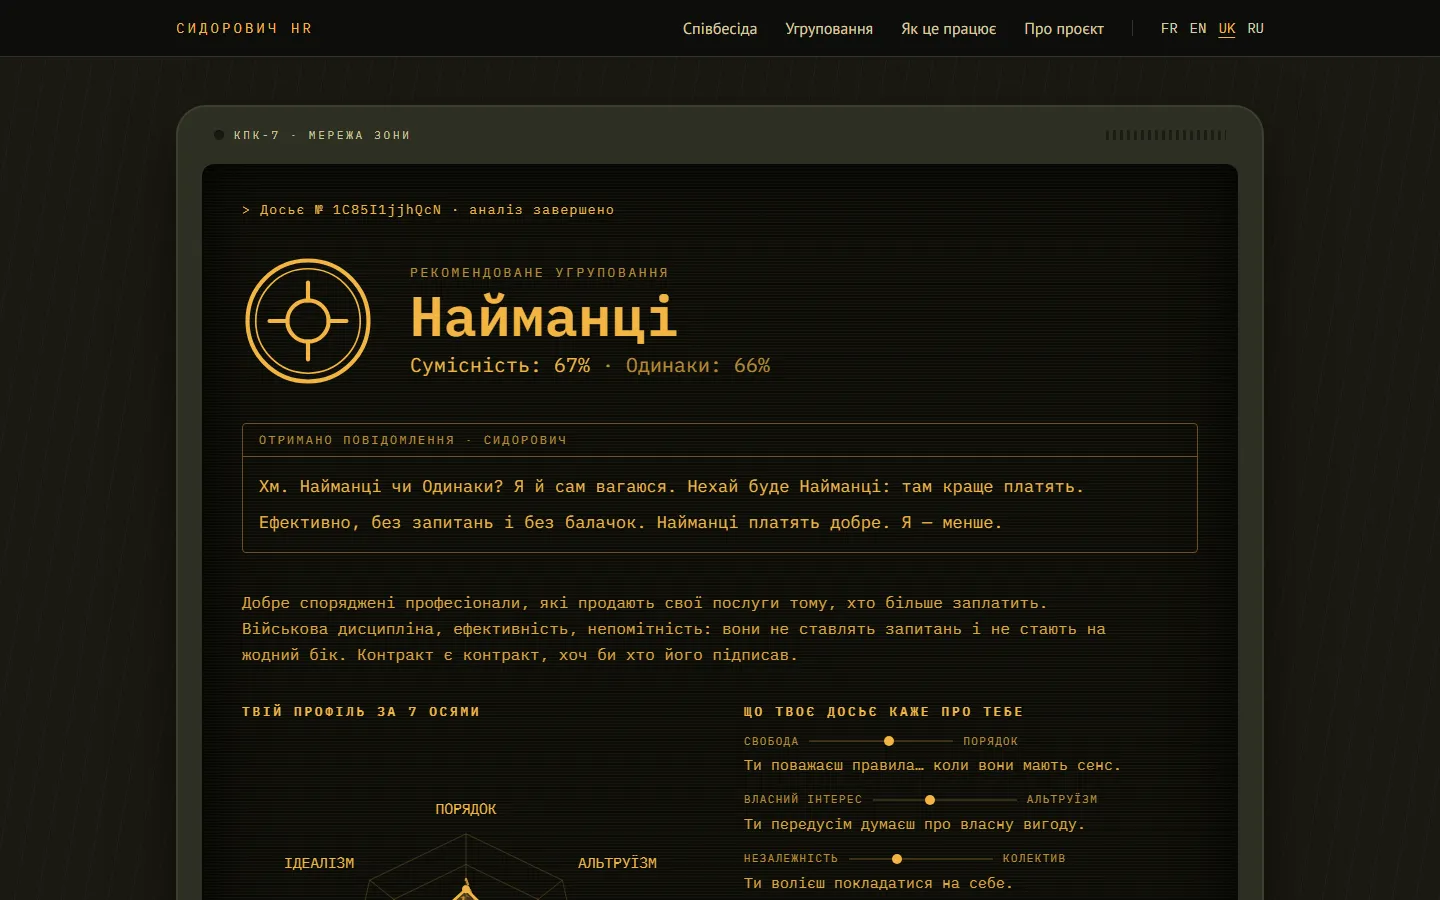 СИДОРОВИЧ HR
Співбесіда Угруповання Як це працює Про проєкт FR EN UK RU
КПК-7 · МЕРЕЖА ЗОНИ
> Досьє № 1C85I1jjhQcN · аналіз завершено
РЕКОМЕНДОВАНЕ УГРУПОВАННЯ
Найманці
Сумісність: 67% · Одинаки: 66%
ОТРИМАНО ПОВІДОМЛЕННЯ · СИДОРОВИЧ
Хм. Найманці чи Одинаки? Я й сам вагаюся. Нехай буде Найманці: там краще платять.
Ефективно, без запитань і без балачок. Найманці платять добре. Я — менше.
Добре споряджені професіонали, які продають свої послуги тому, хто більше заплатить.
Військова дисципліна, ефективність, непомітність: вони не ставлять запитань і не стають на
жодний бік. Контракт є контракт, хоч би хто його підписав.
ТВІЙ ПРОФІЛЬ ЗА 7 ОСЯМИ
ПОРЯДОК
ІДЕАЛІЗМ
АЛЬТРУЇЗМ
ЩО ТВОЄ ДОСЬЄ КАЖЕ ПРО ТЕБЕ
СВОБОДА ПОРЯДОК
Ти поважаєш правила… коли вони мають сенс.
ВЛАСНИЙ ІНТЕРЕС АЛЬТРУЇЗМ
Ти передусім думаєш про власну вигоду.
НЕЗАЛЕЖНІСТЬ КОЛЕКТИВ
Ти волієш покладатися на себе.